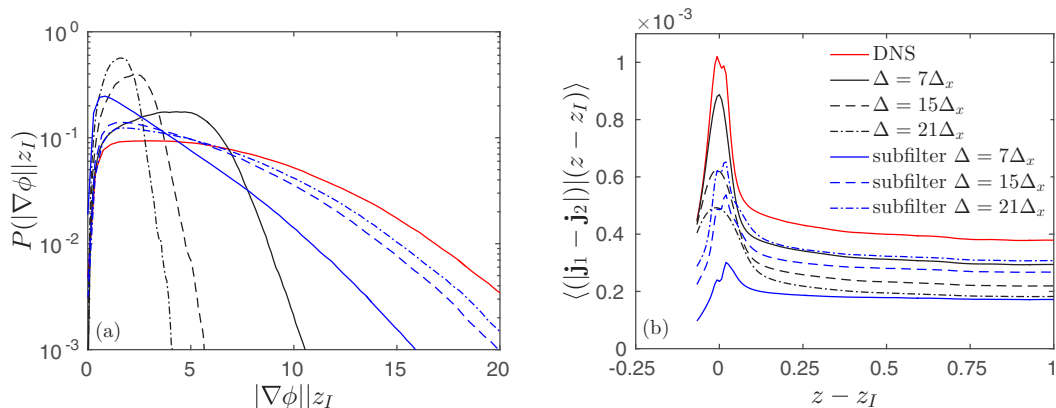 10^0
10^{-1}
10^{-2}
10^{-3}
P(|∇ϕ||z_I)
(a)
0 5 10 15 20
|∇ϕ||z_I
×10^{-3}
1
0.8
0.6
0.4
0.2
0
⟨(|j_1 − j_2|)|(z − z_I)⟩
DNS
Δ = 7Δ_x
Δ = 15Δ_x
Δ = 21Δ_x
subfilter Δ = 7Δ_x
subfilter Δ = 15Δ_x
subfilter Δ = 21Δ_x
(b)
-0.25 0 0.25 0.5 0.75 1
z − z_I